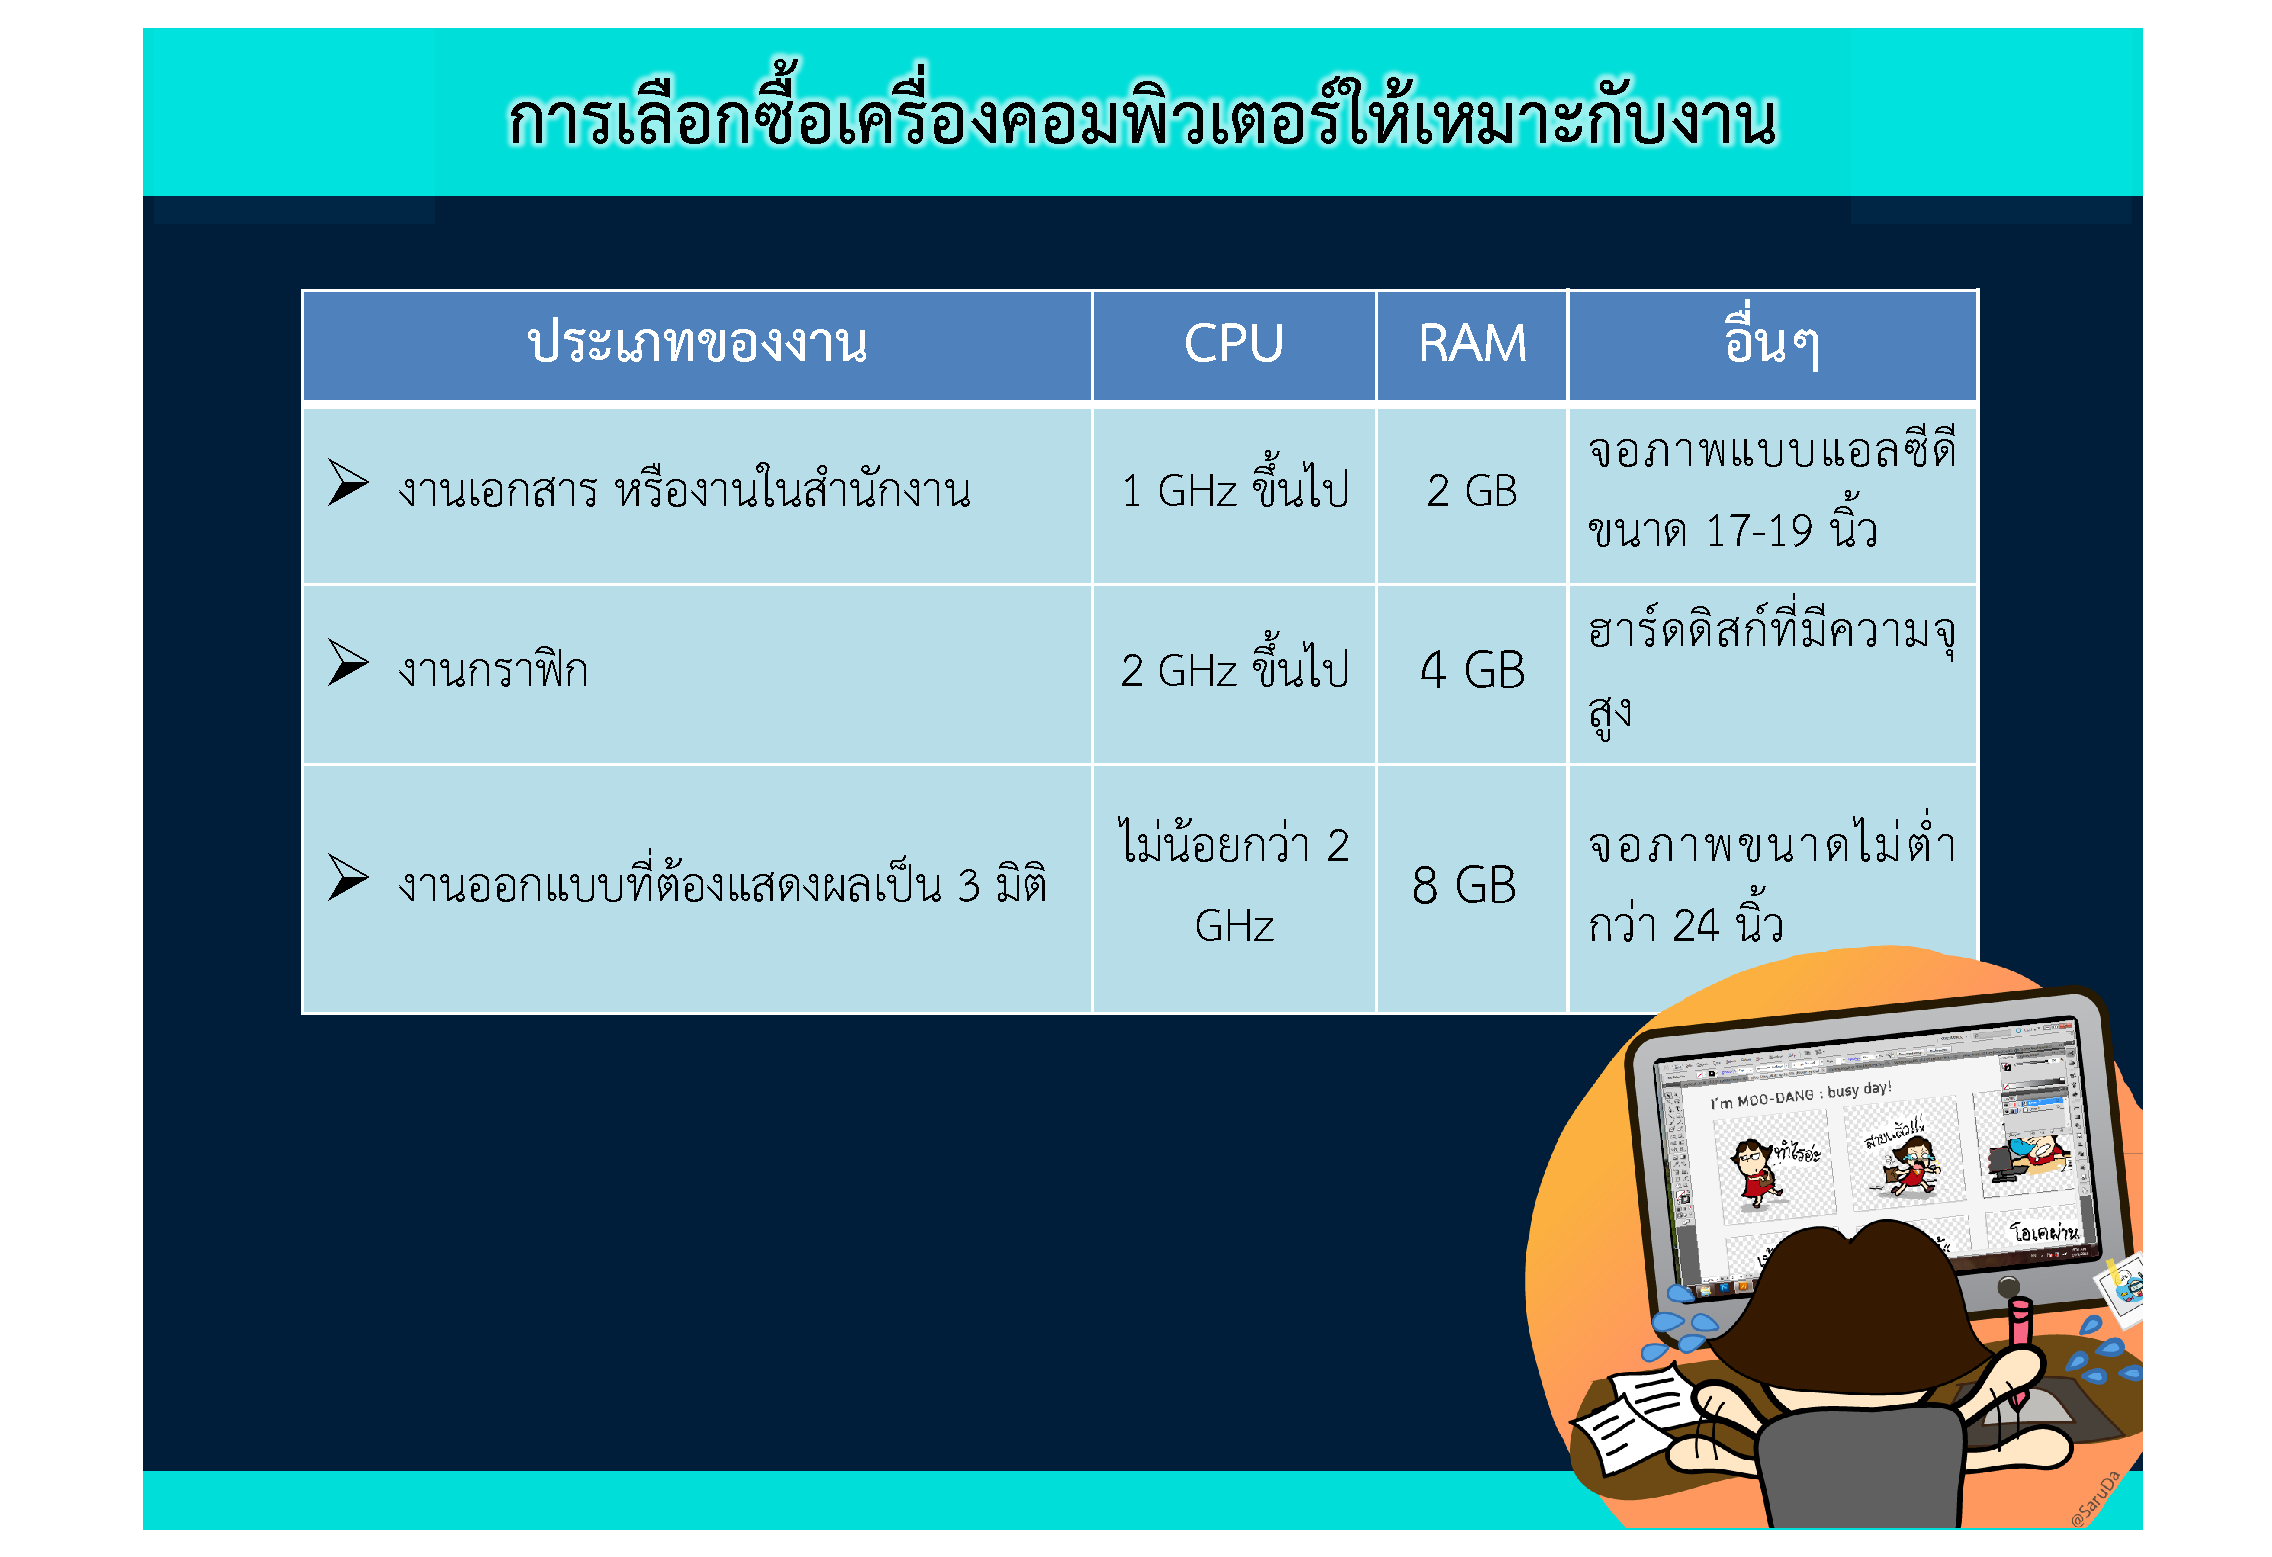 การเลือกซื้อเครื่องคอมพิวเตอร์ให้เหมาะกับงาน
ประเภทของงาน CPU RAM อื่นๆ
งานเอกสาร หรืองานในสำนักงาน 1 GHz ขึ้นไป 2 GB จอภาพแบบแอลซีดี
ขนาด 17-19 นิ้ว
งานกราฟิก 2 GHz ขึ้นไป 4 GB ฮาร์ดดิสก์ที่มีความจุ
สูง
งานออกแบบที่ต้องแสดงผลเป็น 3 มิติ ไม่น้อยกว่า 2
GHz 8 GB จอภาพขนาดไม่ต่ำ
กว่า 24 นิ้ว
I'm MOO-DANG : busy day!
ทำไรอ่ะ
สายแล้ว!!
โอเคผ่าน
@SaruDa